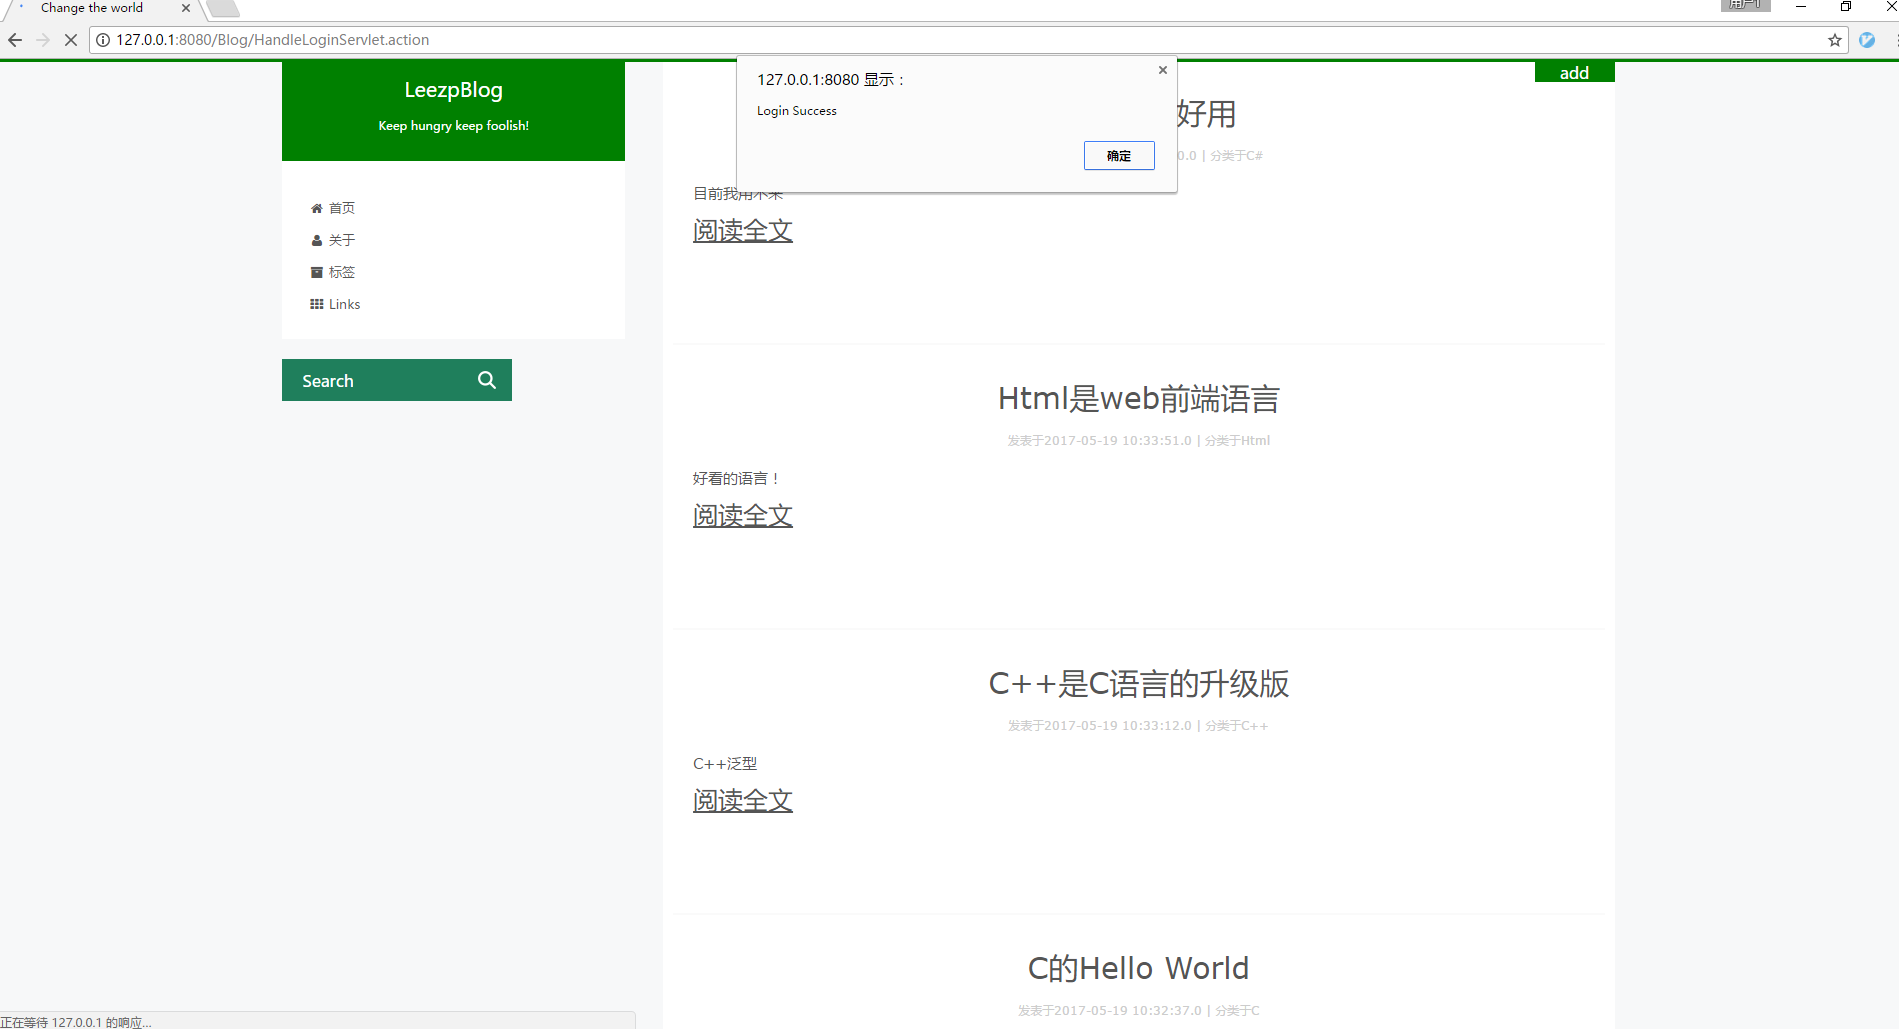 Change the world
127.0.0.1:8080/Blog/HandleLoginServlet.action
LeezpBlog
Keep hungry keep foolish!
首页
关于
标签
Links
Search
127.0.0.1:8080 显示：
Login Success
确定
add
好用
0.0 | 分类于C#
目前我用不来
阅读全文
Html是web前端语言
发表于2017-05-19 10:33:51.0 | 分类于Html
好看的语言！
阅读全文
C++是C语言的升级版
发表于2017-05-19 10:33:12.0 | 分类于C++
C++泛型
阅读全文
C的Hello World
发表于2017-05-19 10:32:37.0 | 分类于C
正在等待 127.0.0.1 的响应...